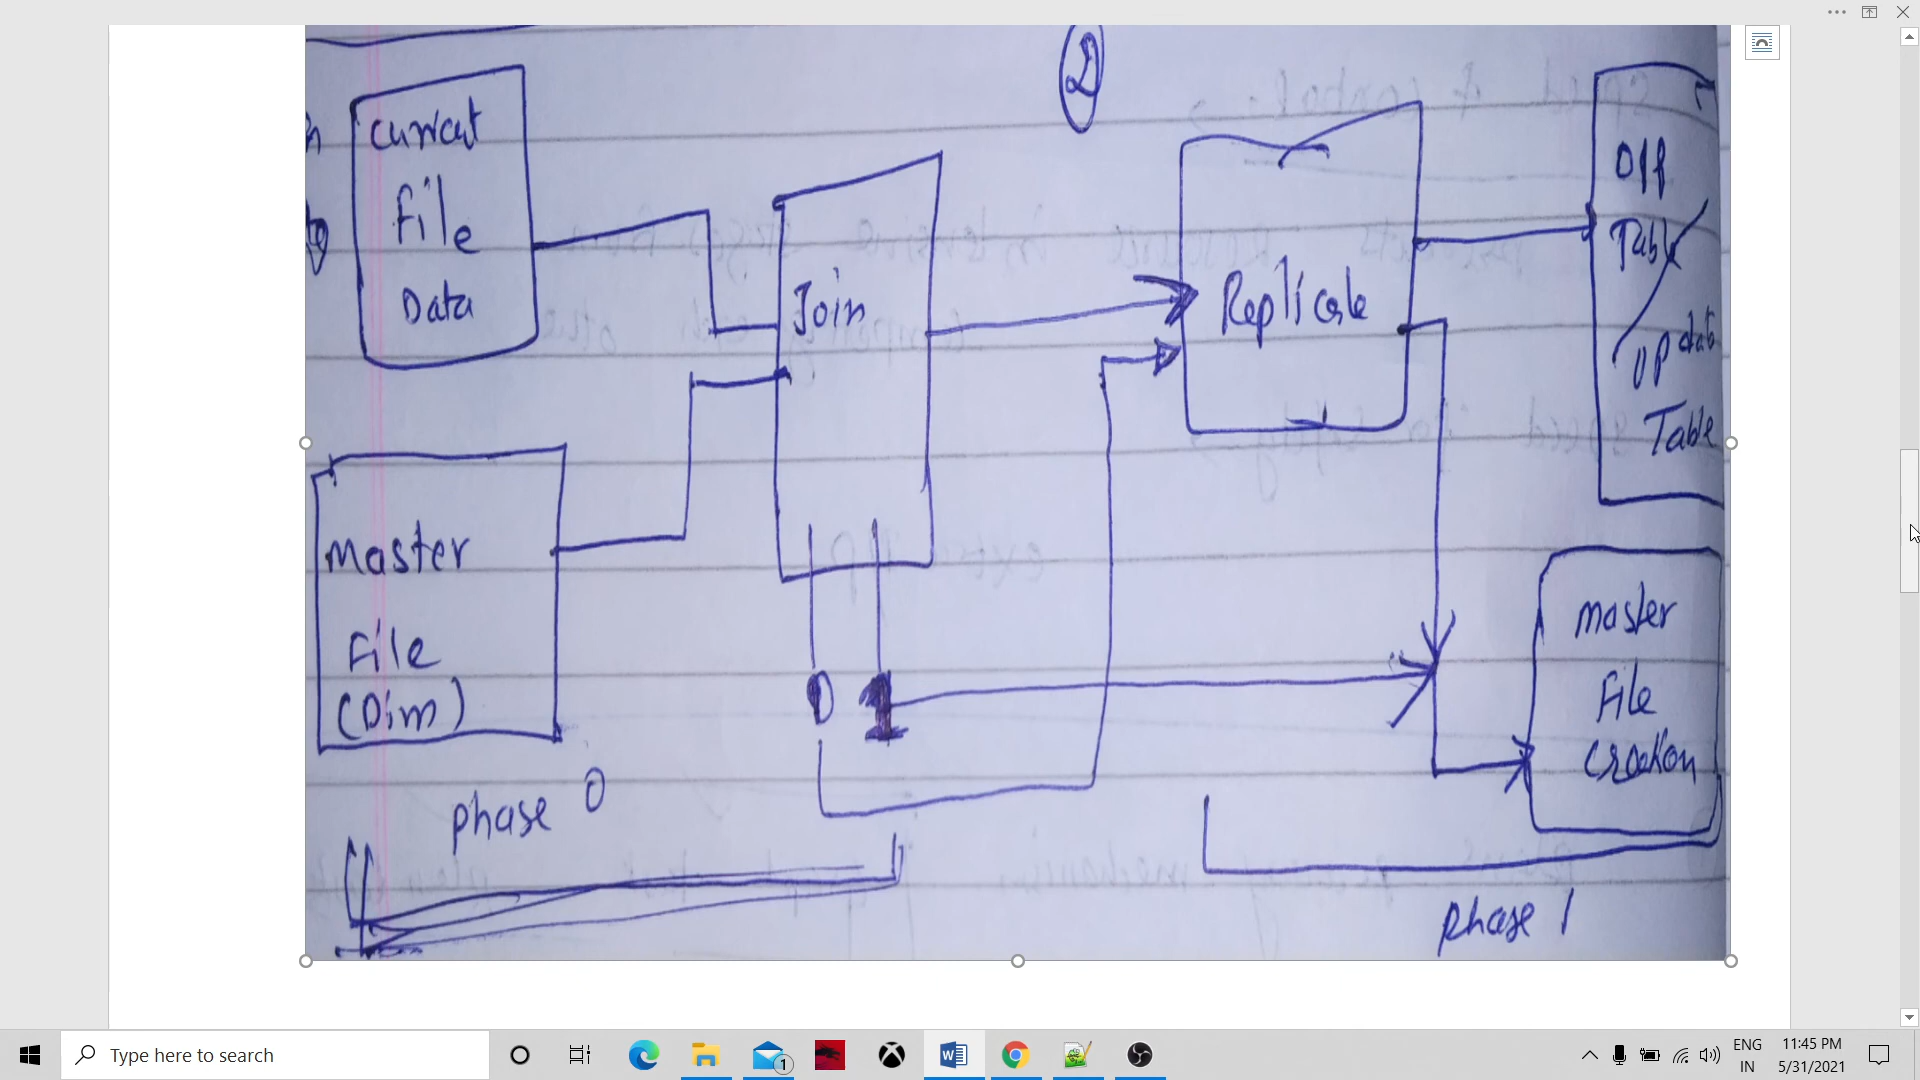 2
current
File
Data
Join
Replicate
Table
update
Table
master
File
(Dim)
0
1
master
File
creation
phase 0
phase 1
Type here to search
1
ENG
IN
11:45 PM
5/31/2021